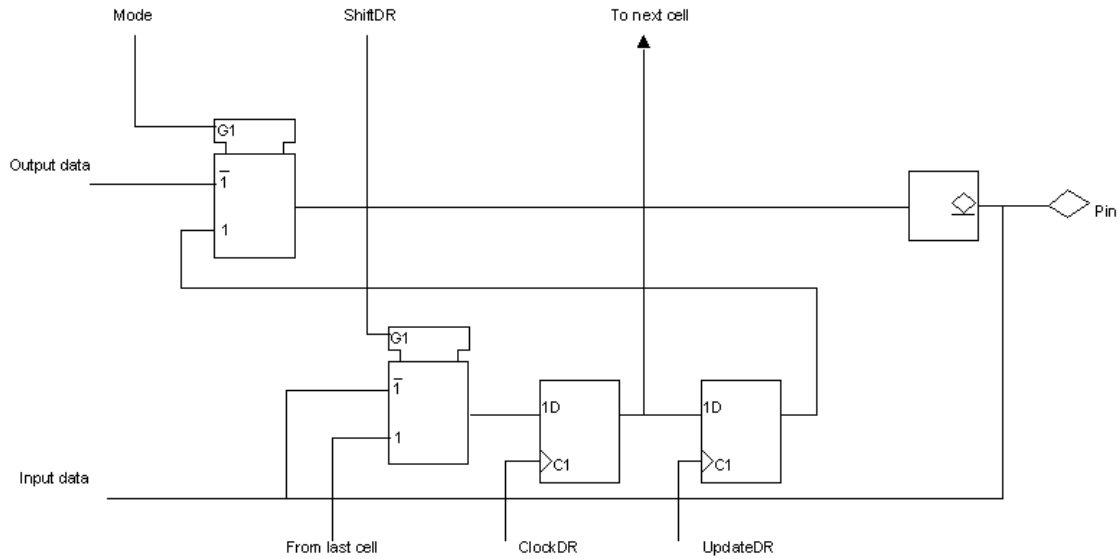 Mode
ShiftDR
To next cell
G1
Output data
1
1
Pin
G1
1
1
1D
1D
C1
C1
Input data
From last cell
ClockDR
UpdateDR